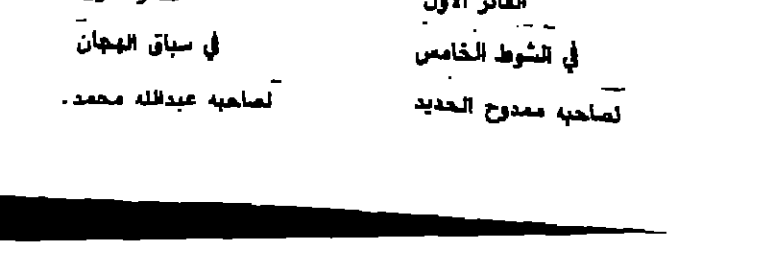 الفائز الأول
في الشوط الخامس
لصاحبه ممدوح الحديد
في سباق الهجان
لصاحبه عبدالله محمد.